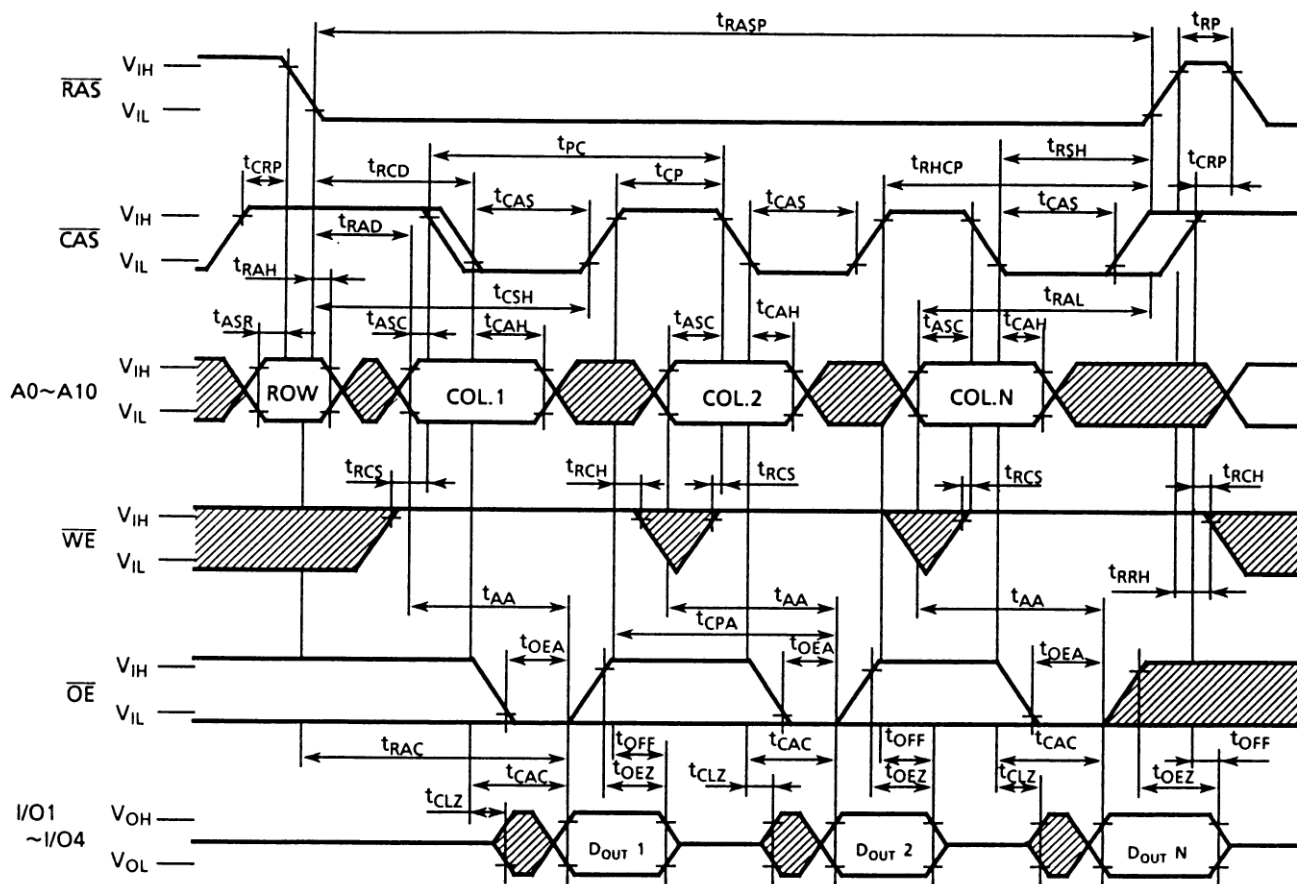 tRASP tRP
VIH
RAS
VIL
tPC tRSH
tCRP tRCD tCP tRHCP tCRP
VIH tCAS tCAS tCAS
CAS tRAD
VIL
tRAH tCSH tRAL
tASR tASC tCAH tASC tCAH tASC tCAH
VIH
A0~A10 ROW COL.1 COL.2 COL.N
VIL
tRCS tRCH tRCS tRCS tRCH
VIH
WE
VIL
tRRH
tAA tAA tAA
tCPA
tOEA tOEA tOEA
VIH
OE
VIL
tRAC tOFF tCAC tCAC tOFF
tCAC tOEZ tCLZ tOFF tOEZ tCLZ tOEZ
tCLZ
I/O1 VOH
~I/O4 DOUT 1 DOUT 2 DOUT N
VOL